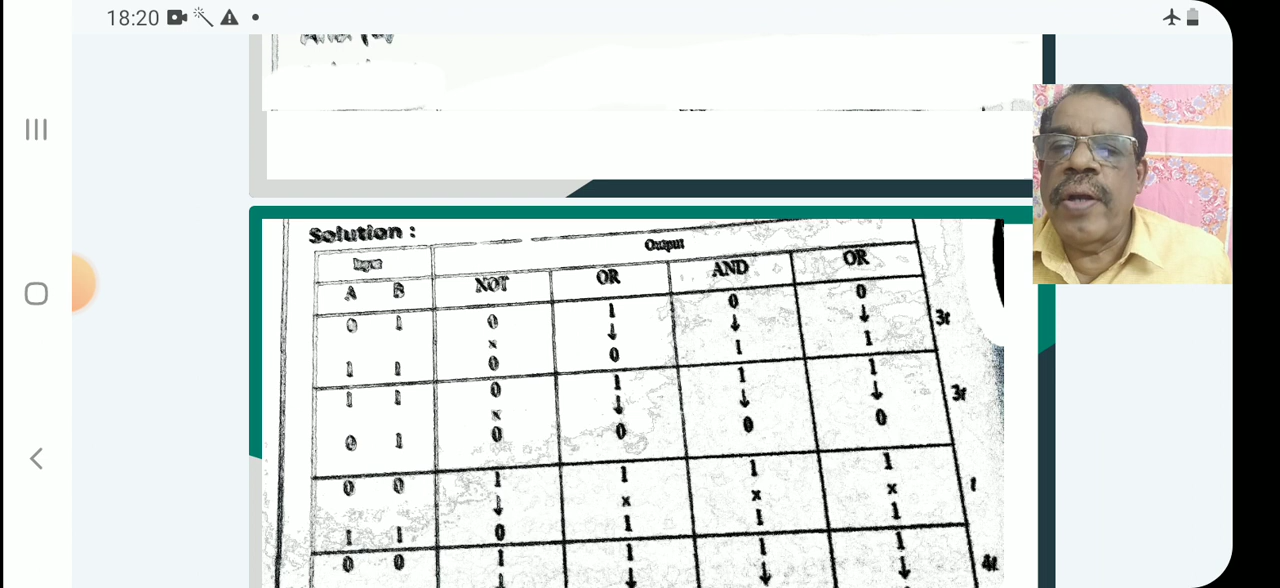 18:20
Solution :
Input Output
A B NOT OR AND OR
0 1 0 1 0 0
× ↓ ↓ ↓ 3t
1 1 0 0 1 1
1 1 0 1 1 1
× ↓ ↓ ↓ 3t
0 1 0 0 0 0
0 0 1 1 1 1
↓ × × × t
1 1 0 1 1 1
0 0 1 1 1 1
↓ ↓ ↓ 4t